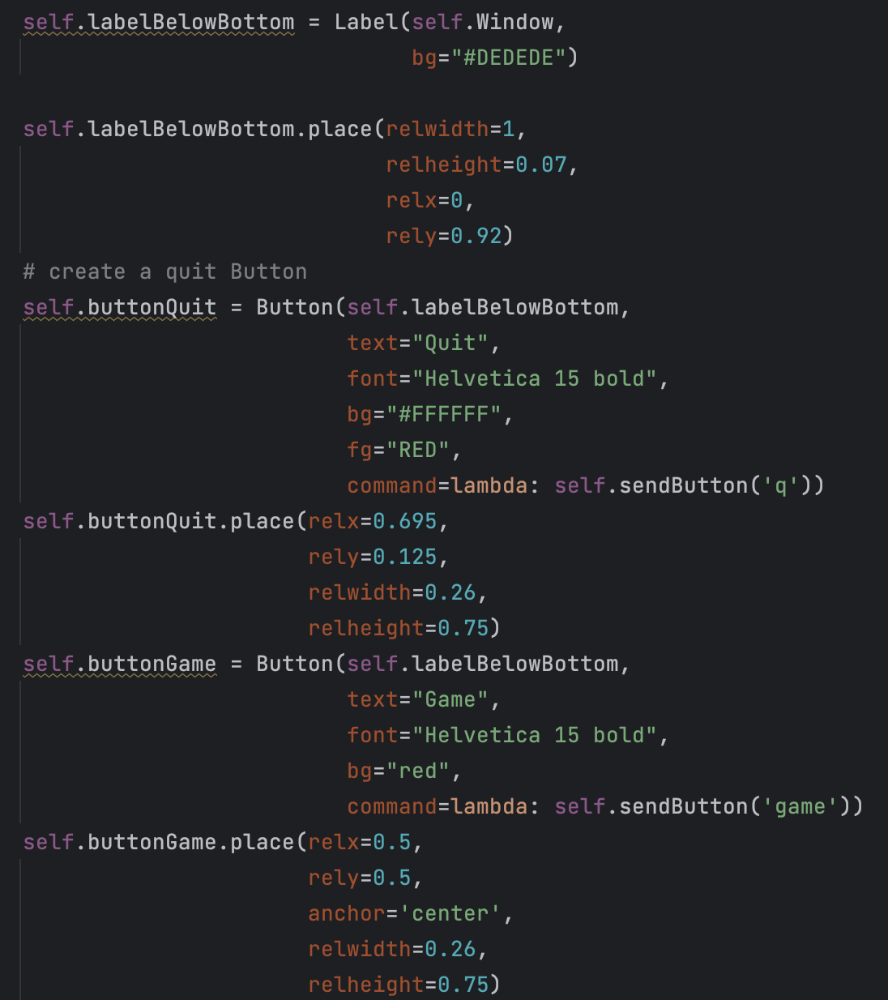 self.labelBelowBottom = Label(self.Window,
                              bg="#DEDEDE")

self.labelBelowBottom.place(relwidth=1,
                            relheight=0.07,
                            relx=0,
                            rely=0.92)
# create a quit Button
self.buttonQuit = Button(self.labelBelowBottom,
                         text="Quit",
                         font="Helvetica 15 bold",
                         bg="#FFFFFF",
                         fg="RED",
                         command=lambda: self.sendButton('q'))
self.buttonQuit.place(relx=0.695,
                      rely=0.125,
                      relwidth=0.26,
                      relheight=0.75)
self.buttonGame = Button(self.labelBelowBottom,
                         text="Game",
                         font="Helvetica 15 bold",
                         bg="red",
                         command=lambda: self.sendButton('game'))
self.buttonGame.place(relx=0.5,
                      rely=0.5,
                      anchor='center',
                      relwidth=0.26,
                      relheight=0.75)